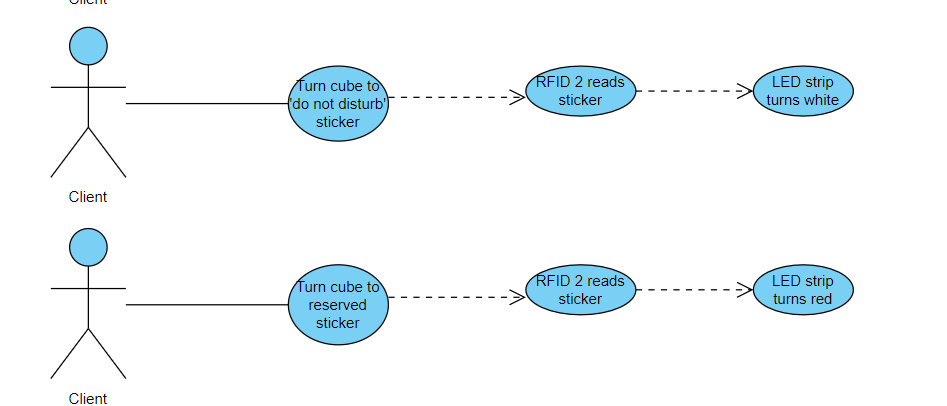 Client
Turn cube to
'do not disturb'
sticker
RFID 2 reads
sticker
LED strip
turns white
Client
Turn cube to
reserved
sticker
RFID 2 reads
sticker
LED strip
turns red
Client